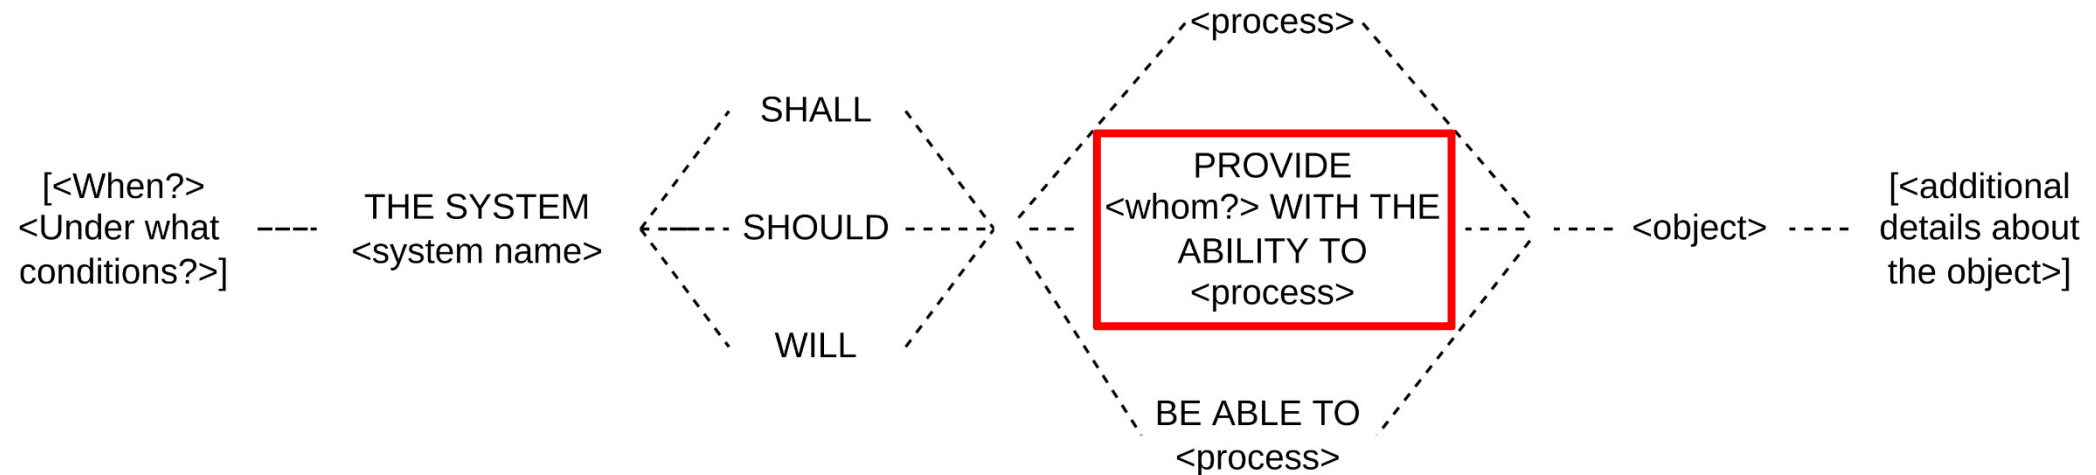 [<When?>
<Under what
conditions?>]
THE SYSTEM
<system name>
SHALL
SHOULD
WILL
<process>
PROVIDE
<whom?> WITH THE
ABILITY TO
<process>
BE ABLE TO
<process>
<object>
[<additional
details about
the object>]